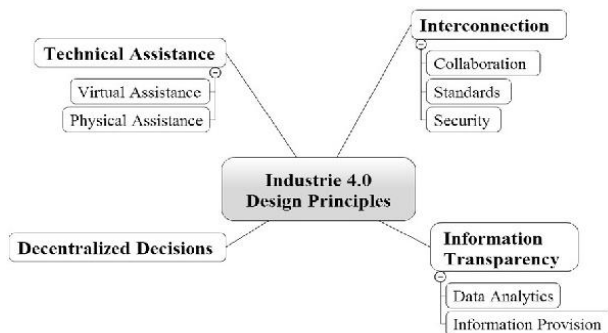 Technical Assistance
Virtual Assistance
Physical Assistance
Interconnection
Collaboration
Standards
Security
Industrie 4.0
Design Principles
Decentralized Decisions
Information
Transparency
Data Analytics
Information Provision